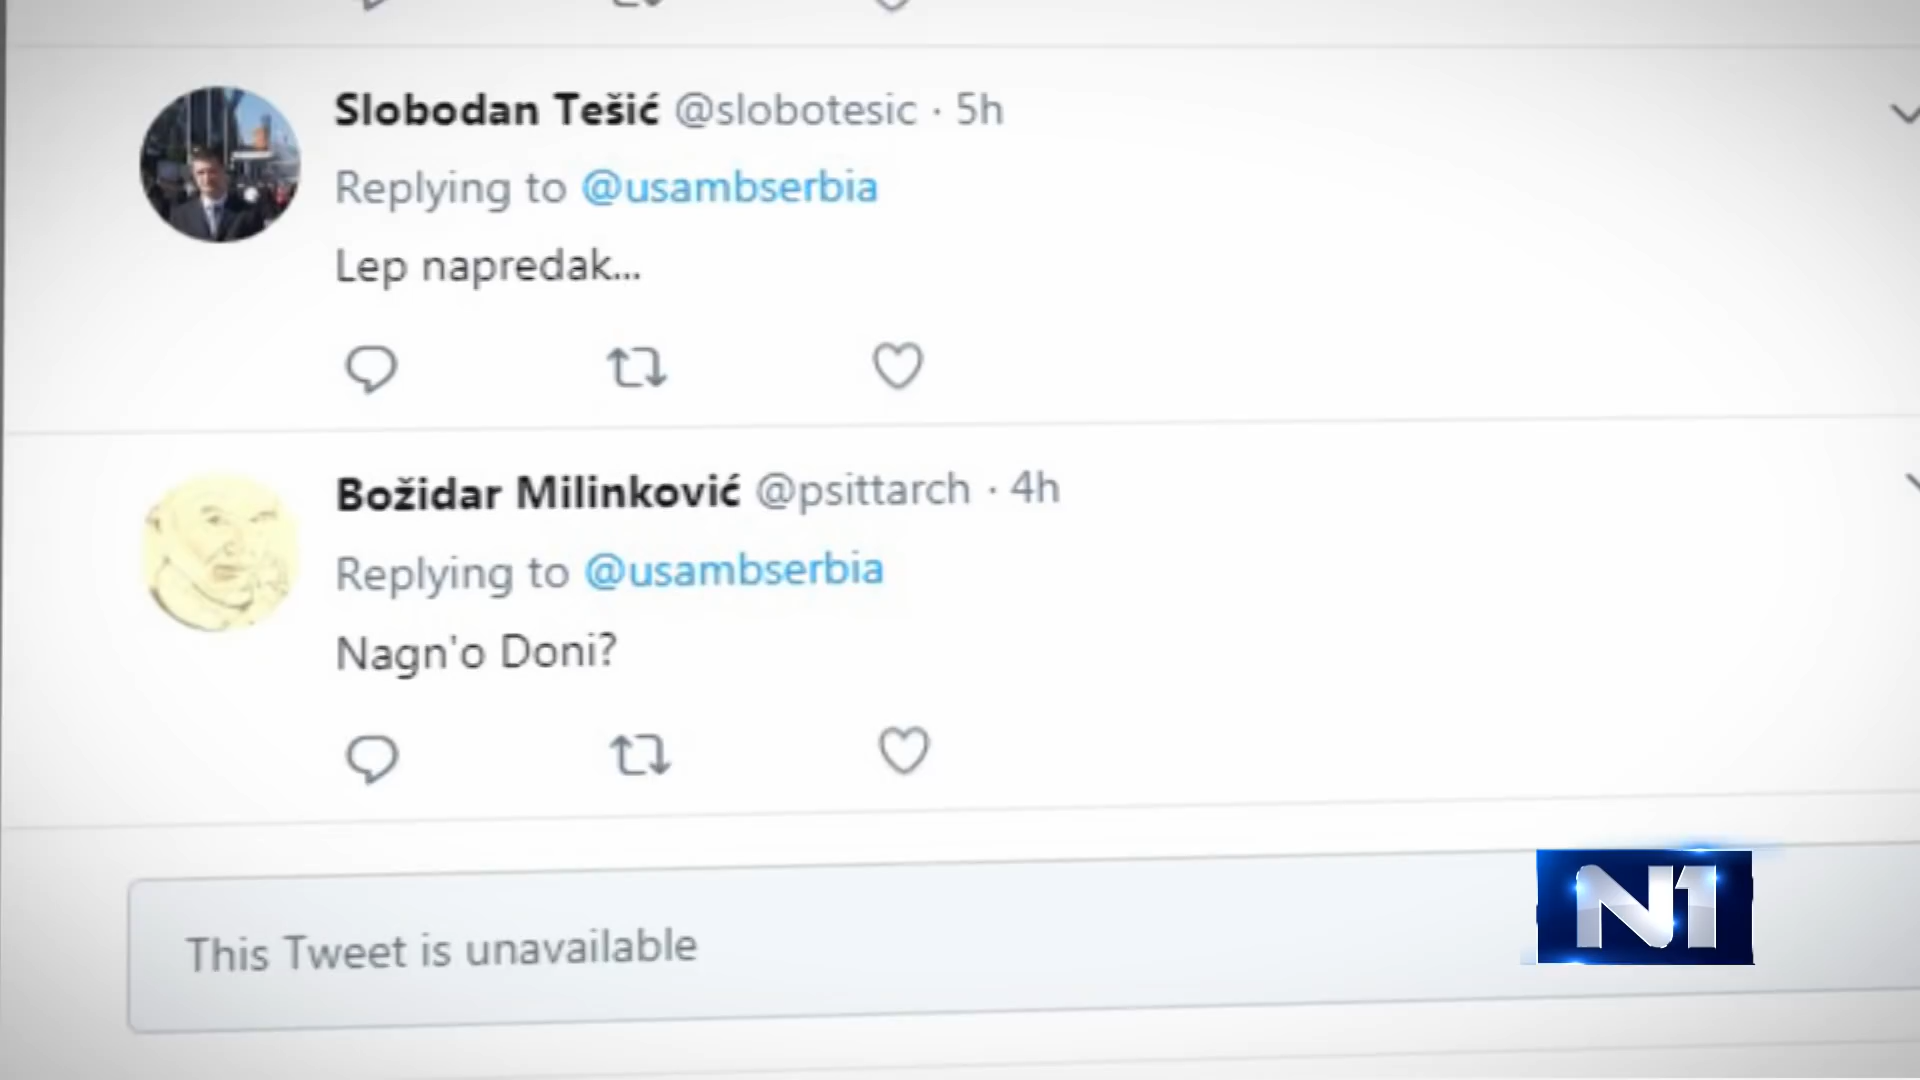 Slobodan Tešić @slobotesic · 5h
Replying to @usambserbia
Lep napredak...
Božidar Milinković @psittarch · 4h
Replying to @usambserbia
Nagn'o Doni?
This Tweet is unavailable
N1